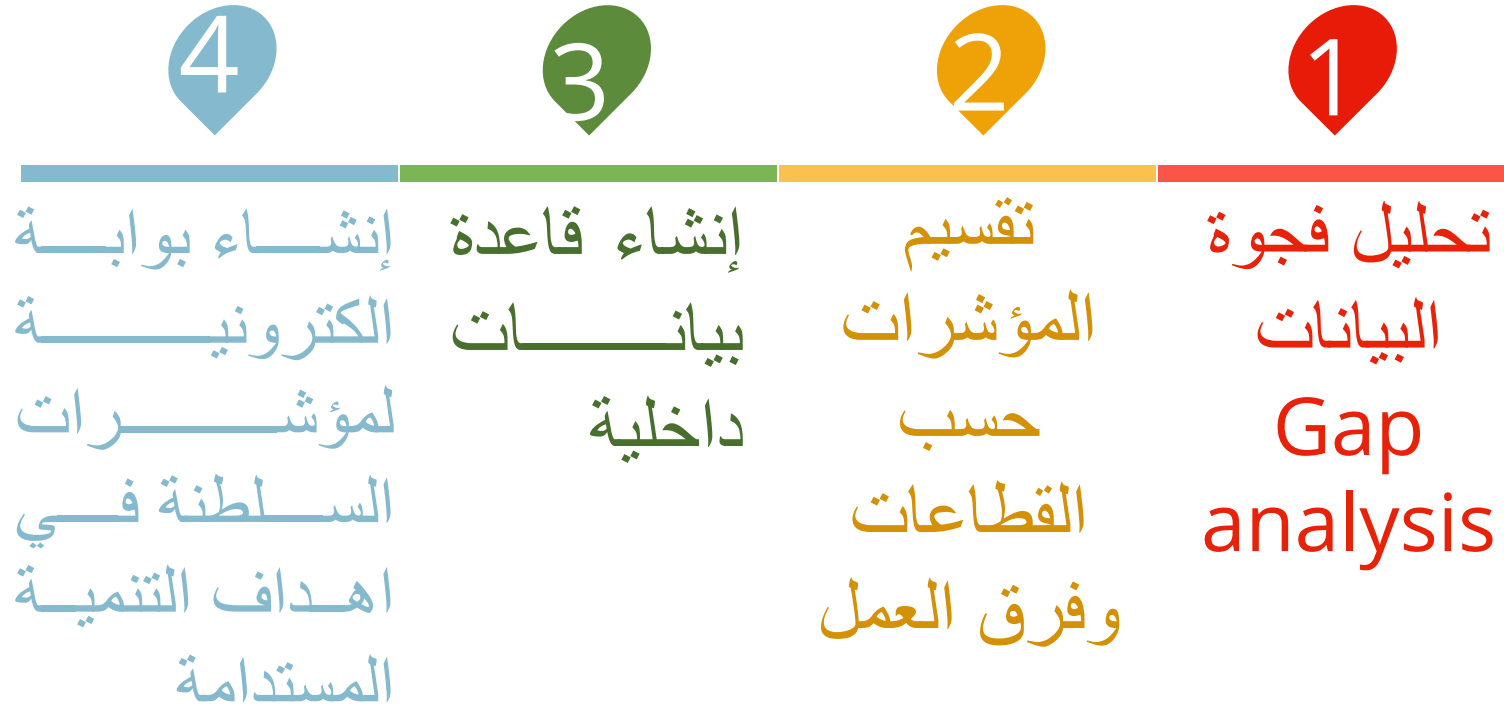 1
تحليل فجوة
البيانات
Gap
analysis
2
تقسيم
المؤشرات
حسب
القطاعات
وفرق العمل
3
إنشاء قاعدة
بيانات
داخلية
4
إنشاء بوابة
الكترونية
لمؤشرات
السلطنة في
اهداف التنمية
المستدامة